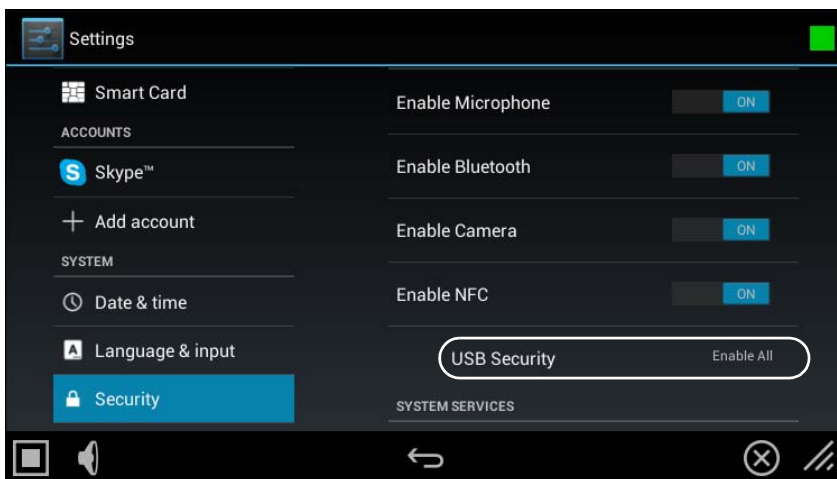 Settings
Smart Card
ACCOUNTS
Skype™
Add account
SYSTEM
Date & time
A Language & input
Security
Enable Microphone ON
Enable Bluetooth ON
Enable Camera ON
Enable NFC ON
USB Security Enable All
SYSTEM SERVICES